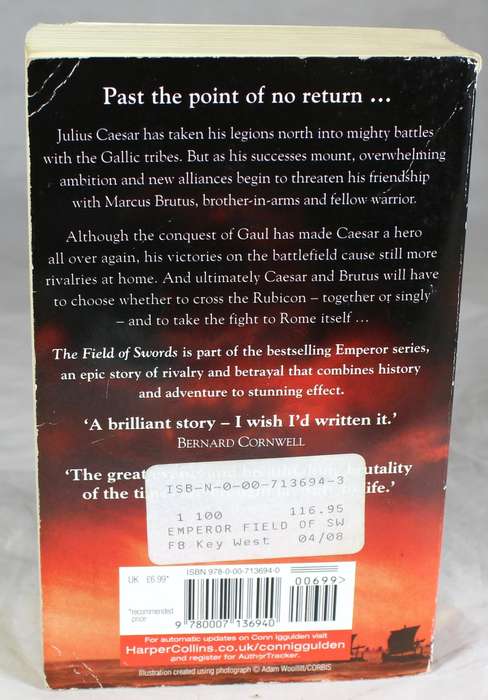 Past the point of no return ...
Julius Caesar has taken his legions north into mighty battles
with the Gallic tribes. But as his successes mount, overwhelming
ambition and new alliances begin to threaten his friendship
with Marcus Brutus, brother-in-arms and fellow warrior.
Although the conquest of Gaul has made Caesar a hero
all over again, his victories on the battlefield cause still more
rivalries at home. And ultimately Caesar and Brutus will have
to choose whether to cross the Rubicon – together or singly
– and to take the fight to Rome itself ...
The Field of Swords is part of the bestselling Emperor series,
an epic story of rivalry and betrayal that combines history
and adventure to stunning effect.
'A brilliant story – I wish I'd written it.'
BERNARD CORNWELL
'The great brutality
of the life.'
ISB-N-0-00-713694-3
1 100 116.95
EMPEROR FIELD OF SW
FB Key West 04/08
ISBN 978-0-00-713694-0
UK £6.99*
00699>
*recommended
price
9 780007 136940
For automatic updates on Conn Iggulden visit
HarperCollins.co.uk/conniggulden
and register for AuthorTracker.
Illustration created using photograph © Adam Woolfitt/CORBIS